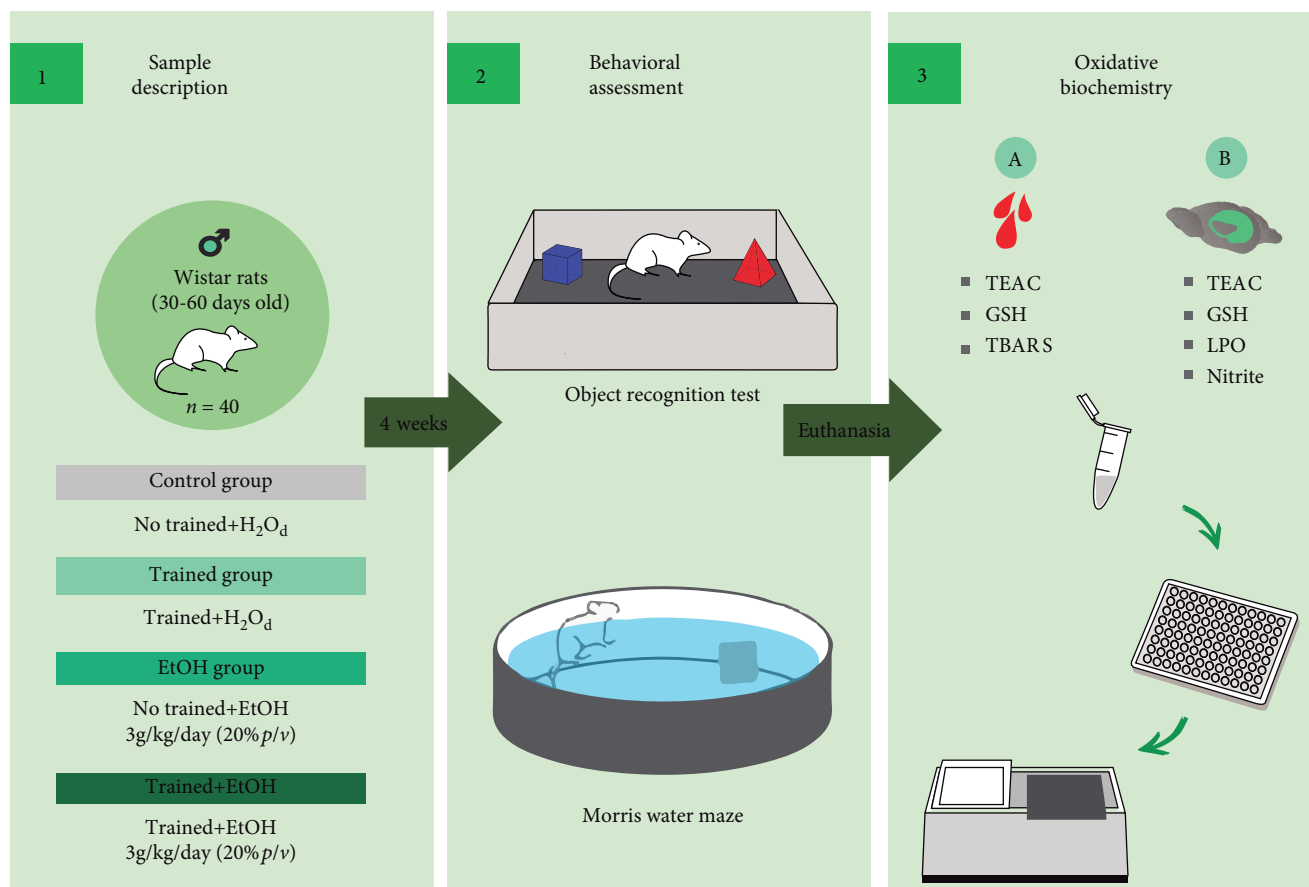 1
Sample
description
♂
Wistar rats
(30-60 days old)
n = 40
Control group
No trained+H₂O_d
Trained group
Trained+H₂O_d
EtOH group
No trained+EtOH
3g/kg/day (20% p/v)
Trained+EtOH
Trained+EtOH
3g/kg/day (20% p/v)
4 weeks
2
Behavioral
assessment
Object recognition test
Morris water maze
Euthanasia
3
Oxidative
biochemistry
A
TEAC
GSH
TBARS
B
TEAC
GSH
LPO
Nitrite